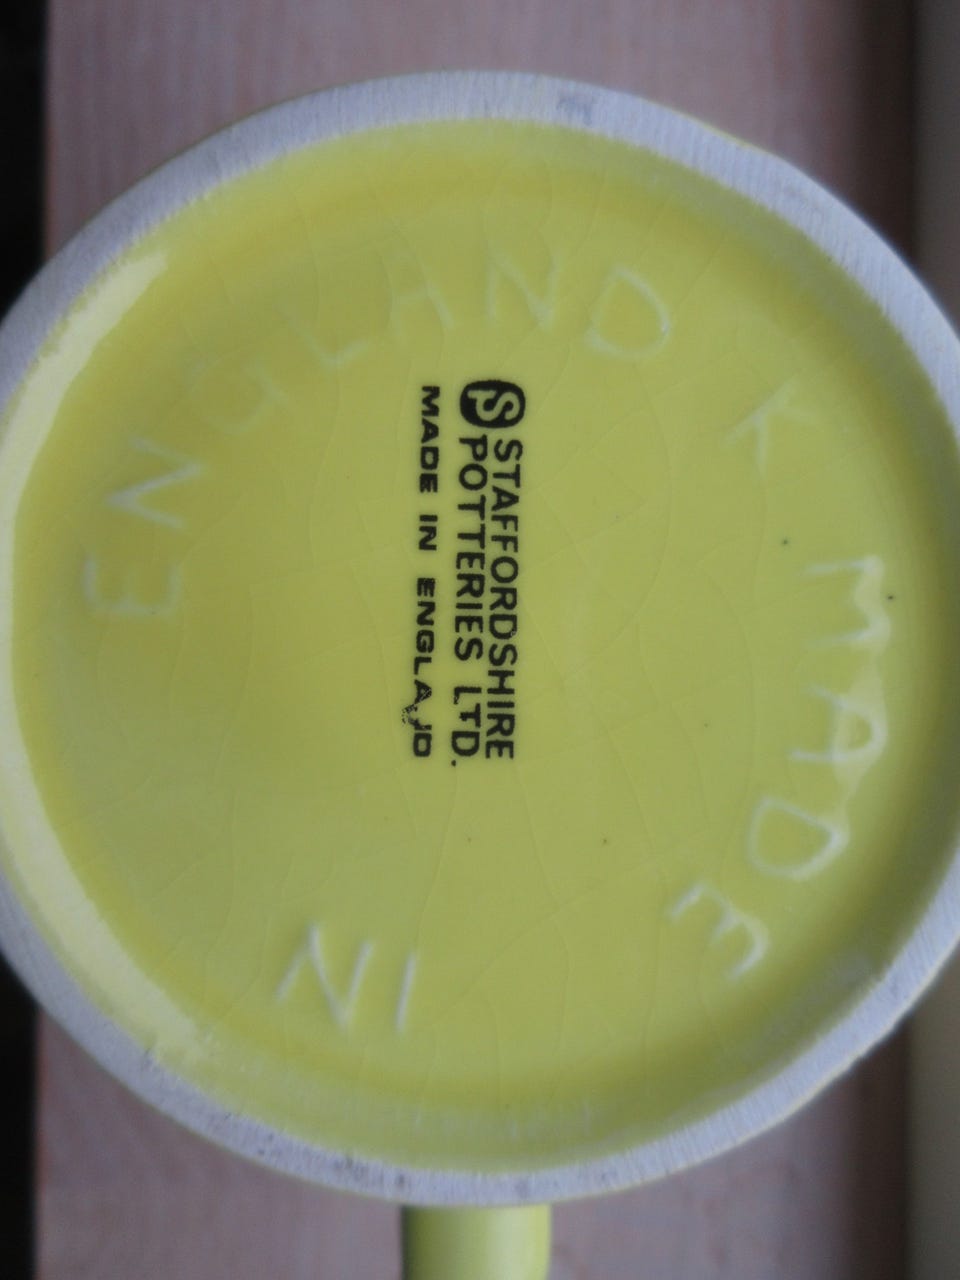 SP STAFFORDSHIRE
POTTERIES LTD.
MADE IN ENGLAND
K MADE IN ENGLAND